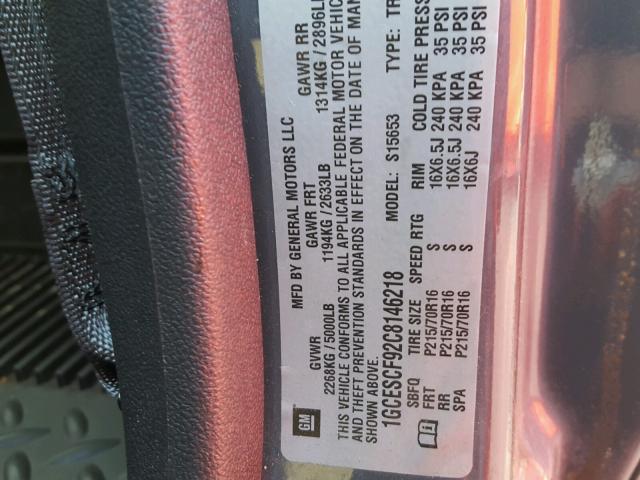 GM
MFD BY GENERAL MOTORS LLC
GVWR GAWR FRT GAWR RR
2268KG / 5000LB 1194KG / 2633LB 1314KG / 2896LB
THIS VEHICLE CONFORMS TO ALL APPLICABLE FEDERAL MOTOR VEHIC
AND THEFT PREVENTION STANDARDS IN EFFECT ON THE DATE OF MAN
SHOWN ABOVE.
1GCESCF92C8146218 MODEL: S15653 TYPE: TR
SBFQ TIRE SIZE SPEED RTG RIM COLD TIRE PRESS
FRT P215/70R16 S 16X6.5J 240 KPA 35 PSI
RR P215/70R16 S 16X6.5J 240 KPA 35 PSI
SPA P215/70R16 S 16X6J 240 KPA 35 PSI